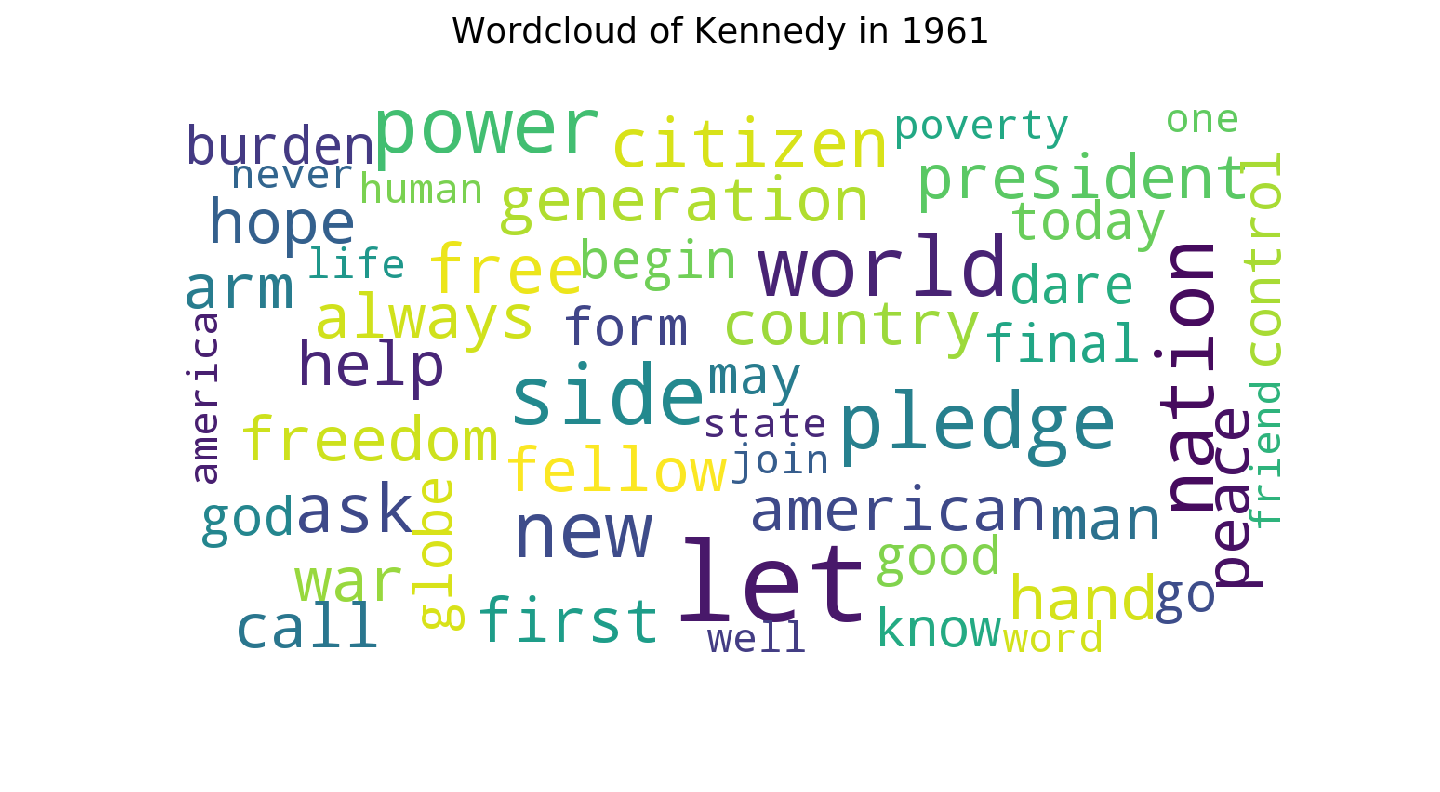 Wordcloud of Kennedy in 1961
power
citizen
poverty
one
burden
president
never
human
generation
control
hope
today
life
free
begin
world
arm
dare
nation
always
form
country
final
america
help
side
may
pledge
state
friend
freedom
fellow
join
peace
god
ask
globe
new
american
man
let
good
war
hand
go
call
first
well
know
word